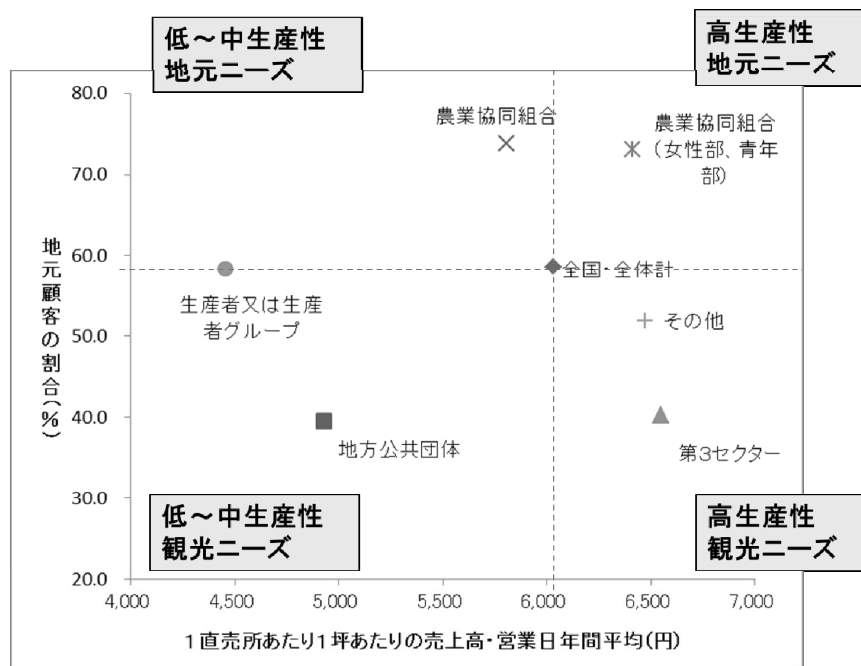 低～中生産性
地元ニーズ
高生産性
地元ニーズ
80.0
70.0
60.0
50.0
40.0
30.0
20.0
地元顧客の割合(%)
農業協同組合
農業協同組合
（女性部、青年
部）
全国・全体計
生産者又は生産
者グループ
その他
地方公共団体
第3セクター
低～中生産性
観光ニーズ
高生産性
観光ニーズ
4,000 4,500 5,000 5,500 6,000 6,500 7,000
1直売所あたり1坪あたりの売上高・営業日年間平均(円)